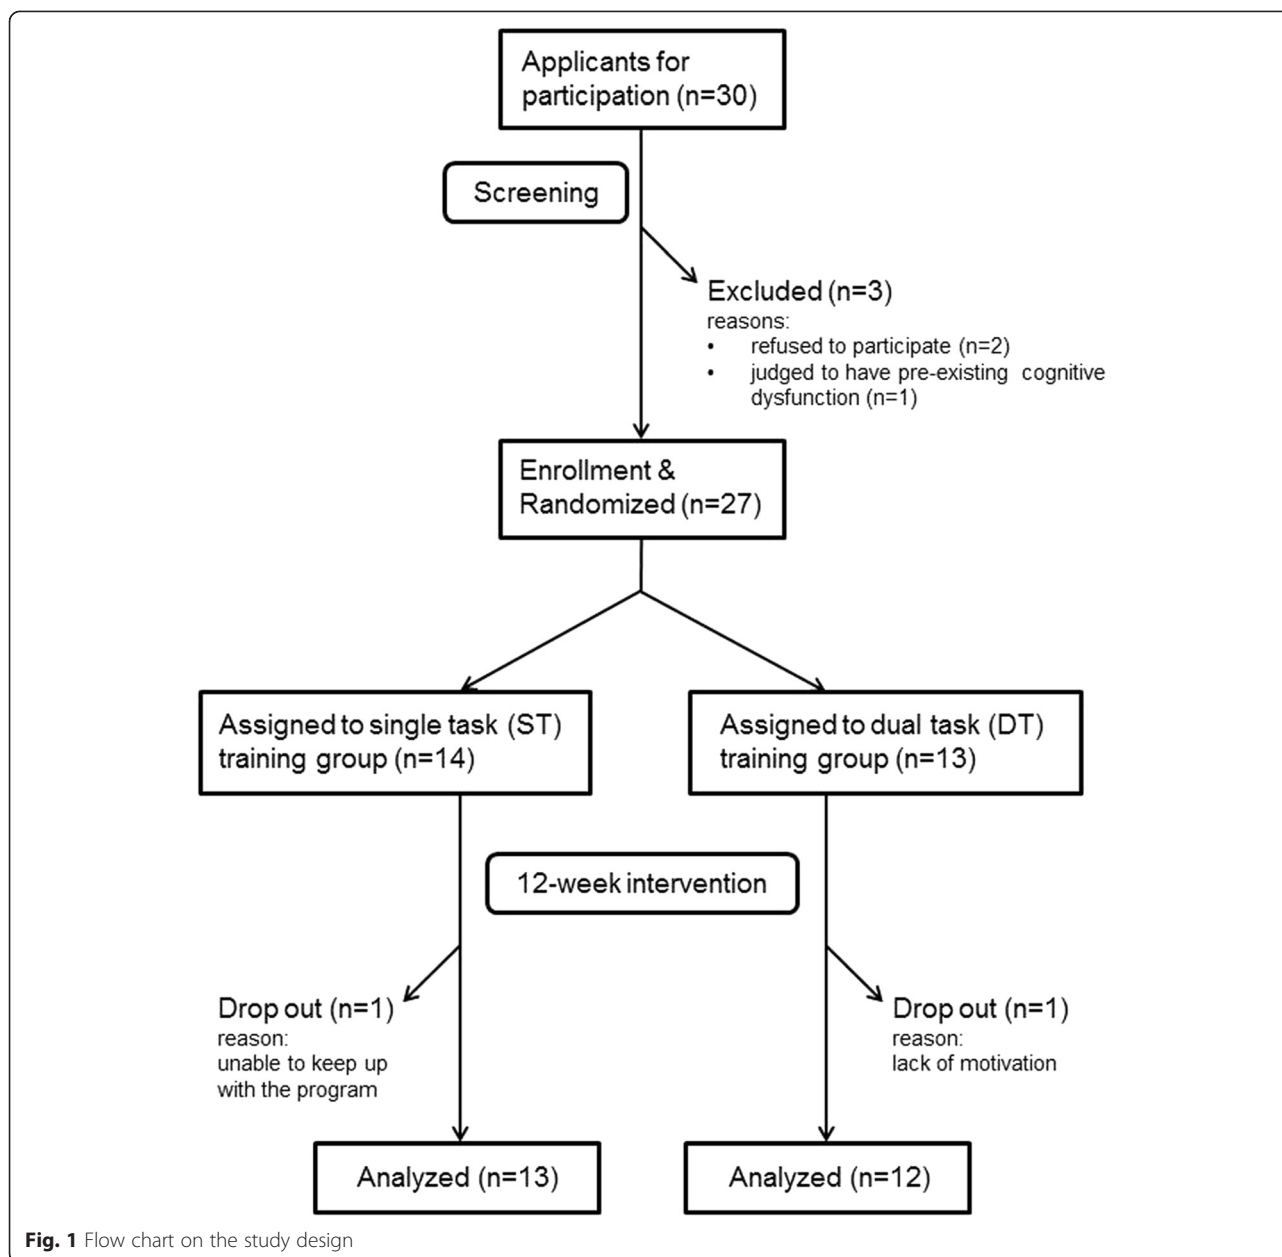 Applicants for
participation (n=30)
Screening
Excluded (n=3)
reasons:
• refused to participate (n=2)
• judged to have pre-existing cognitive
dysfunction (n=1)
Enrollment &
Randomized (n=27)
Assigned to single task (ST)
training group (n=14)
Assigned to dual task (DT)
training group (n=13)
12-week intervention
Drop out (n=1)
reason:
unable to keep up
with the program
Drop out (n=1)
reason:
lack of motivation
Analyzed (n=13)
Analyzed (n=12)
Fig. 1 Flow chart on the study design